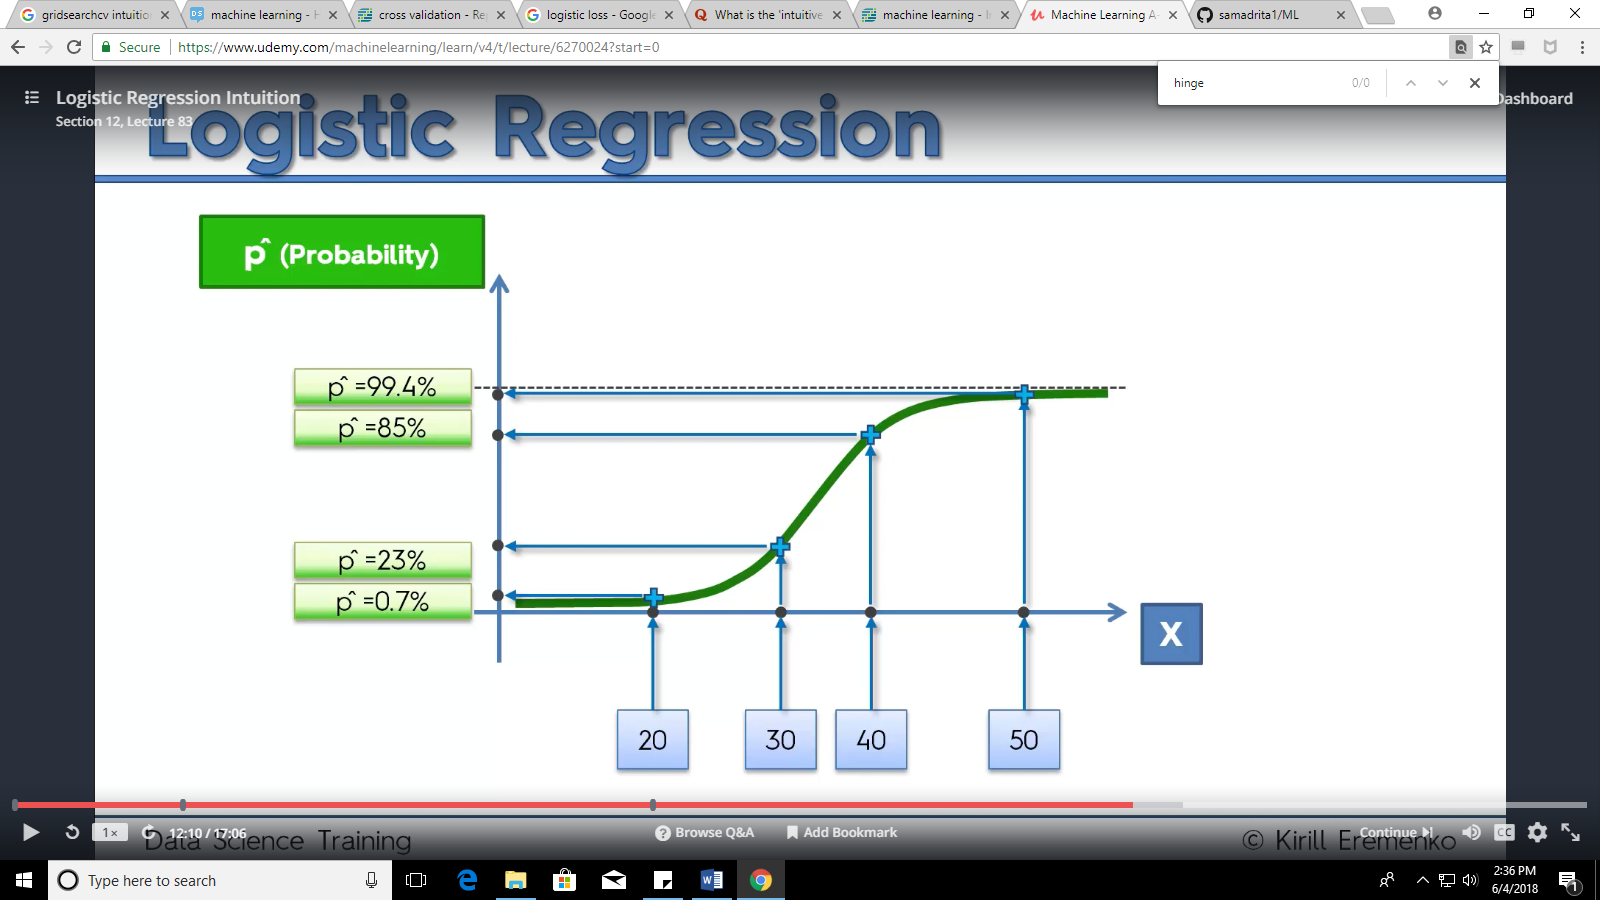 gridsearchcv intuitio
machine learning - H
cross validation - Re
logistic loss - Google
What is the 'intuitive
machine learning - I
Machine Learning A-
samadrita1/ML
Secure
https://www.udemy.com/machinelearning/learn/v4/t/lecture/6270024?start=0
hinge
0/0
Logistic Regression Intuition
Section 12, Lecture 83
Dashboard
Logistic Regression
p̂ (Probability)
p̂ =99.4%
p̂ =85%
p̂ =23%
p̂ =0.7%
X
20
30
40
50
1×
12:10 / 17:06
Browse Q&A
Add Bookmark
Continue
CC
Data Science Training
© Kirill Eremenko
Type here to search
2:36 PM
6/4/2018
1